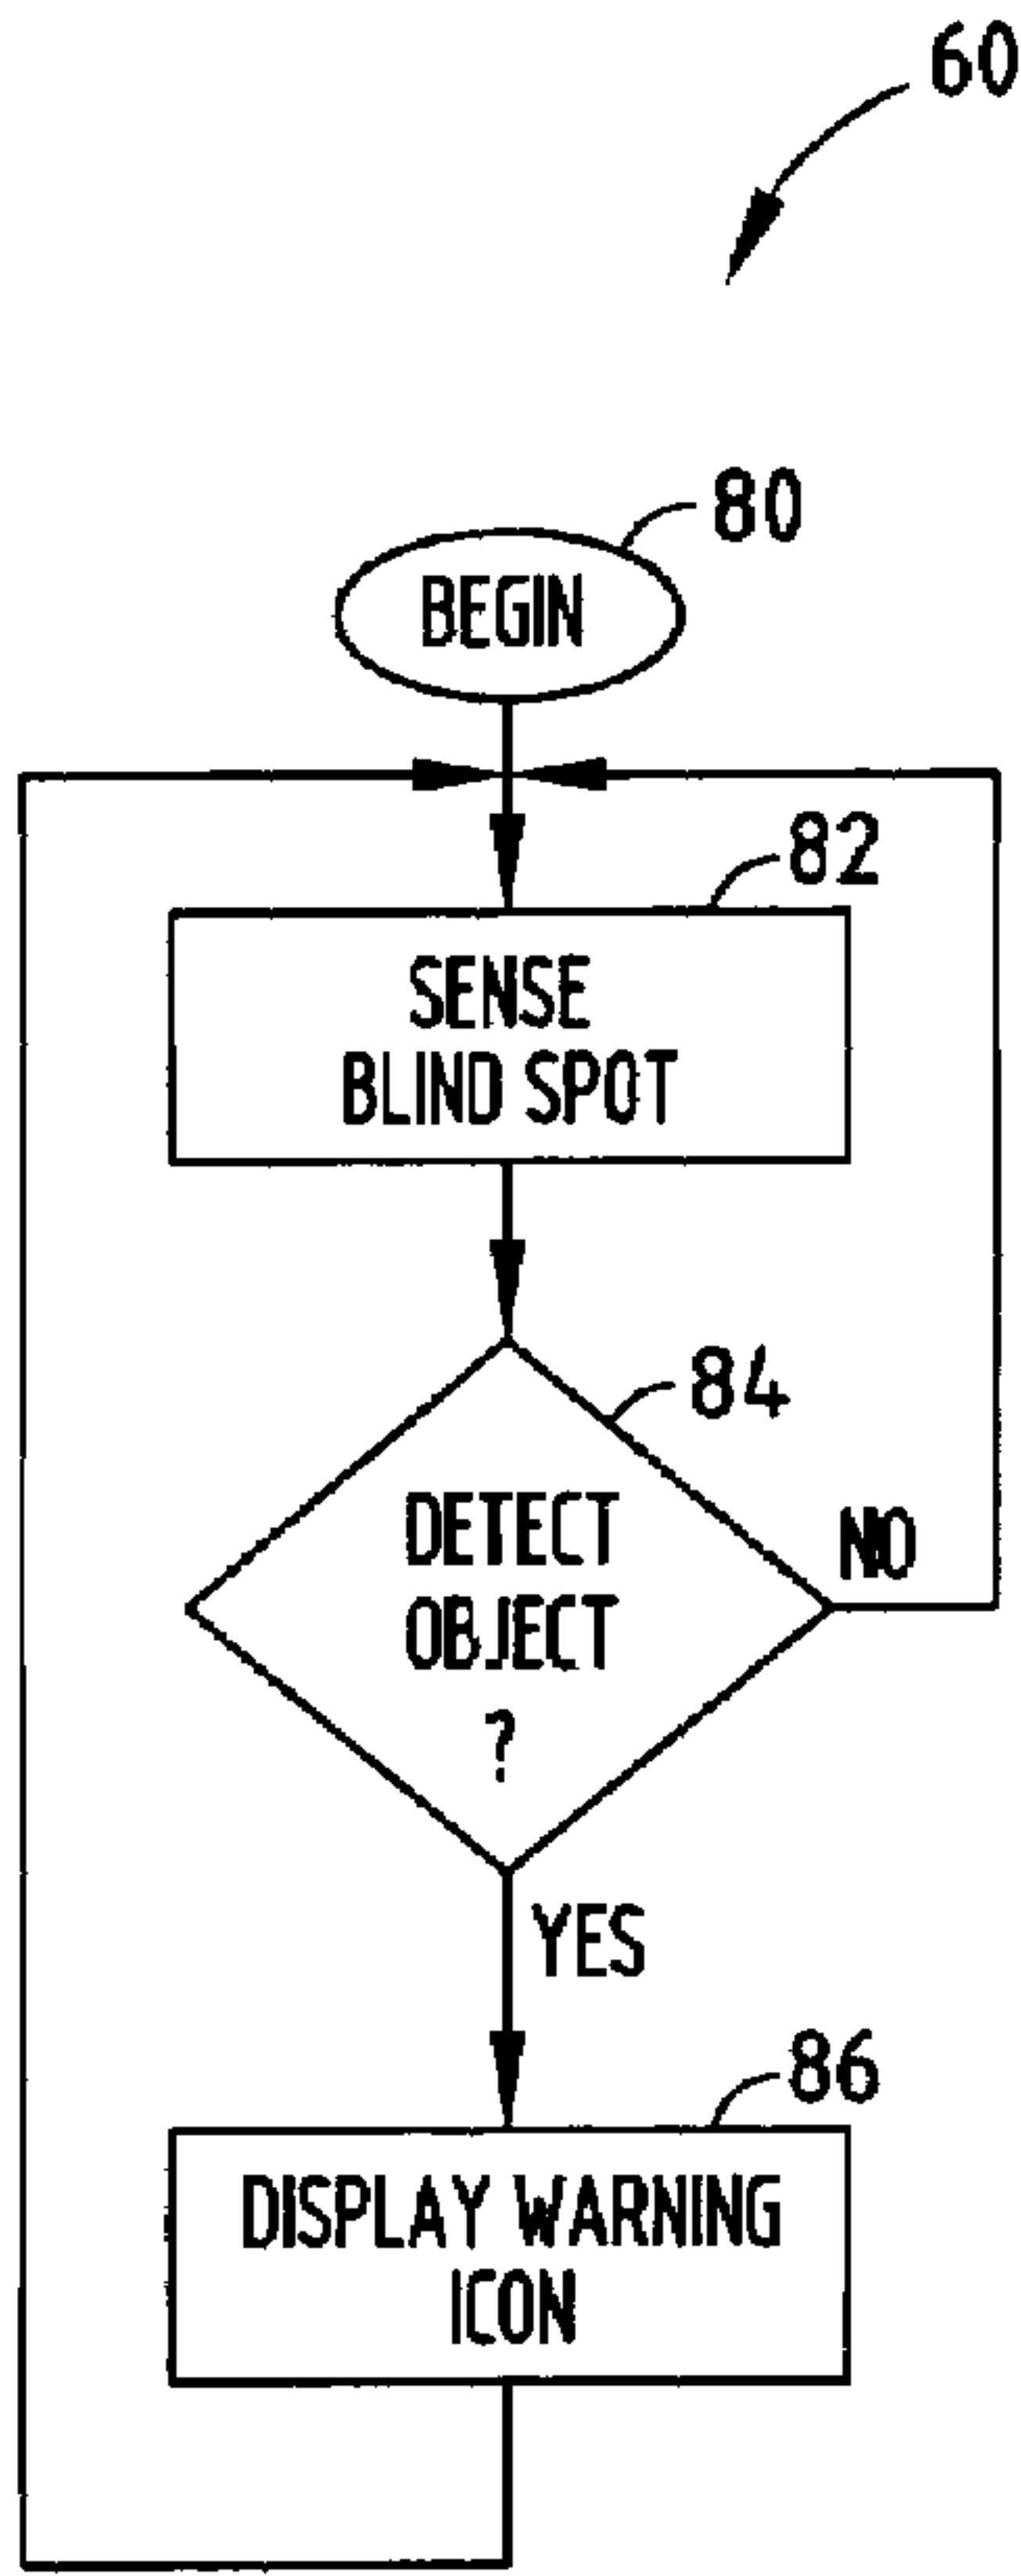 60
80
BEGIN
82
SENSE
BLIND SPOT
84
DETECT
OBJECT
?
NO
YES
86
DISPLAY WARNING
ICON